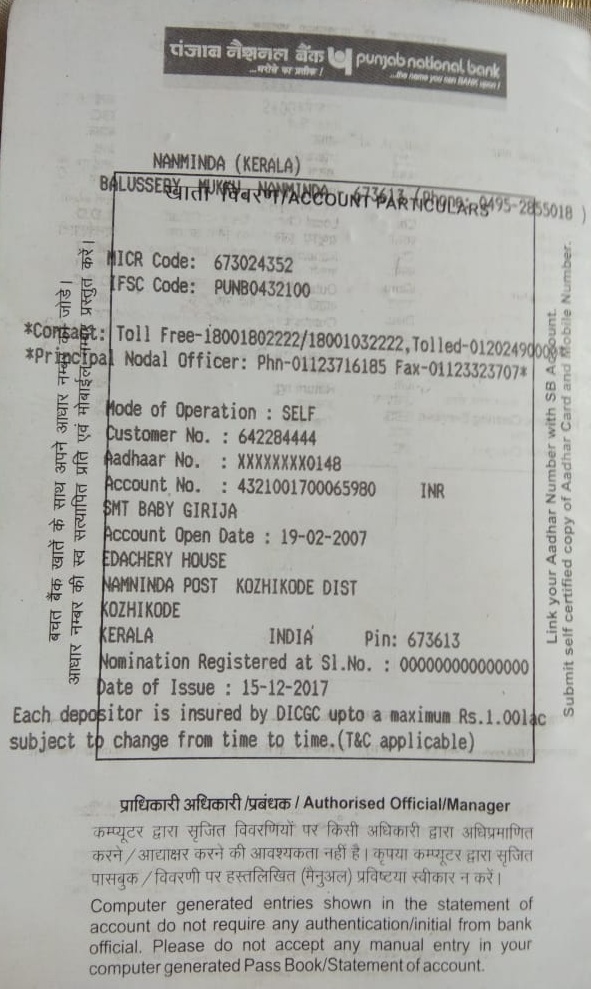 पंजाब नैशनल बैंक punjab national bank
...भरोसे का प्रतीक ! ...the name you can BANK upon !
NANMINDA (KERALA)
BALUSSERY MUKKU NANMINDA - 673613 (Phone: 0495-2855018 )
खाता विवरण/ACCOUNT PARTICULARS
MICR Code: 673024352
IFSC Code: PUNB0432100
*Contact: Toll Free-18001802222/18001032222,Tolled-01202490000*
*Principal Nodal Officer: Phn-01123716185 Fax-01123323707*
Mode of Operation : SELF
Customer No. : 642284444
Aadhaar No. : XXXXXXXX0148
Account No. : 4321001700065980 INR
SMT BABY GIRIJA
Account Open Date : 19-02-2007
EDACHERY HOUSE
NAMNINDA POST KOZHIKODE DIST
KOZHIKODE
KERALA INDIA Pin: 673613
Nomination Registered at Sl.No. : 000000000000000
Date of Issue : 15-12-2017
Each depositor is insured by DICGC upto a maximum Rs.1.00lac
subject to change from time to time.(T&C applicable)
बचत बैंक खातें के साथ अपने आधार नम्बर को जोडे।
आधार नम्बर की स्व सत्यापित प्रति एवं मोबाईल नम्बर प्रस्तुत करें।
Link your Aadhar Number with SB Account.
Submit self certified copy of Aadhar Card and Mobile Number.
प्राधिकारी अधिकारी/प्रबंधक / Authorised Official/Manager
कम्प्यूटर द्वारा सृजित विवरणियों पर किसी अधिकारी द्वारा अधिप्रमाणित
करने / आद्याक्षर करने की आवश्यकता नहीं है। कृपया कम्प्यूटर द्वारा सृजित
पासबुक / विवरणी पर हस्तलिखित (मैनुअल) प्रविष्टया स्वीकार न करें।
Computer generated entries shown in the statement of
account do not require any authentication/initial from bank
official. Please do not accept any manual entry in your
computer generated Pass Book/Statement of account.